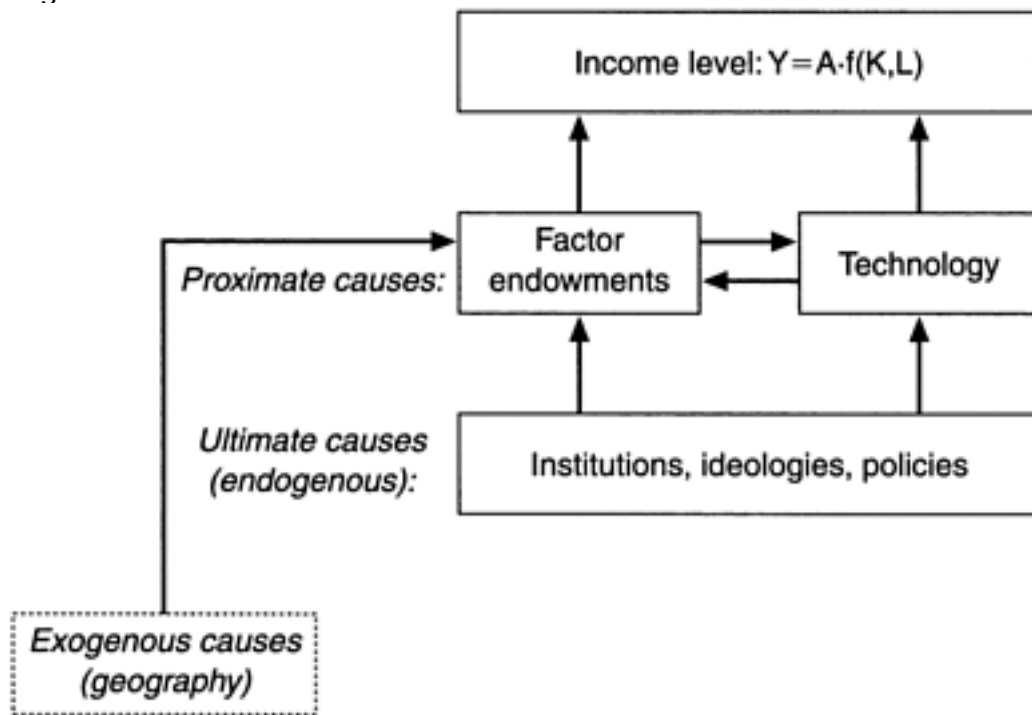 Income level: Y=A·f(K,L)
Factor
endowments
Technology
Proximate causes:
Ultimate causes
(endogenous):
Institutions, ideologies, policies
Exogenous causes
(geography)